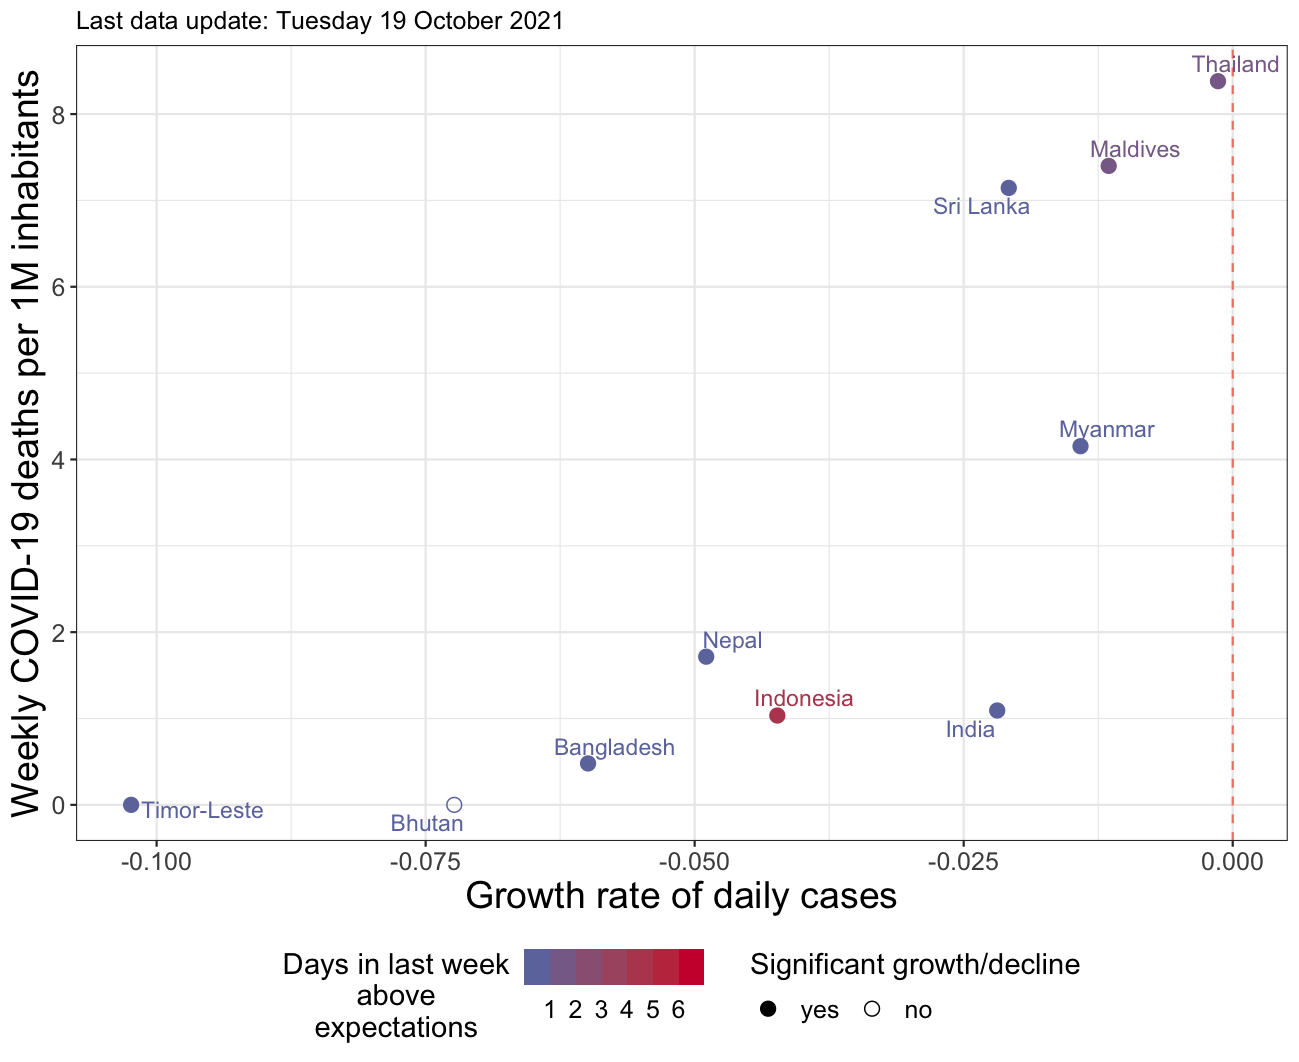 Last data update: Tuesday 19 October 2021
Weekly COVID-19 deaths per 1M inhabitants
8
6
4
2
0
Thailand
Maldives
Sri Lanka
Myanmar
Nepal
Indonesia
India
Bangladesh
Timor-Leste
Bhutan
-0.100 -0.075 -0.050 -0.025 0.000
Growth rate of daily cases
Days in last week
above
expectations
1 2 3 4 5 6
Significant growth/decline
yes no